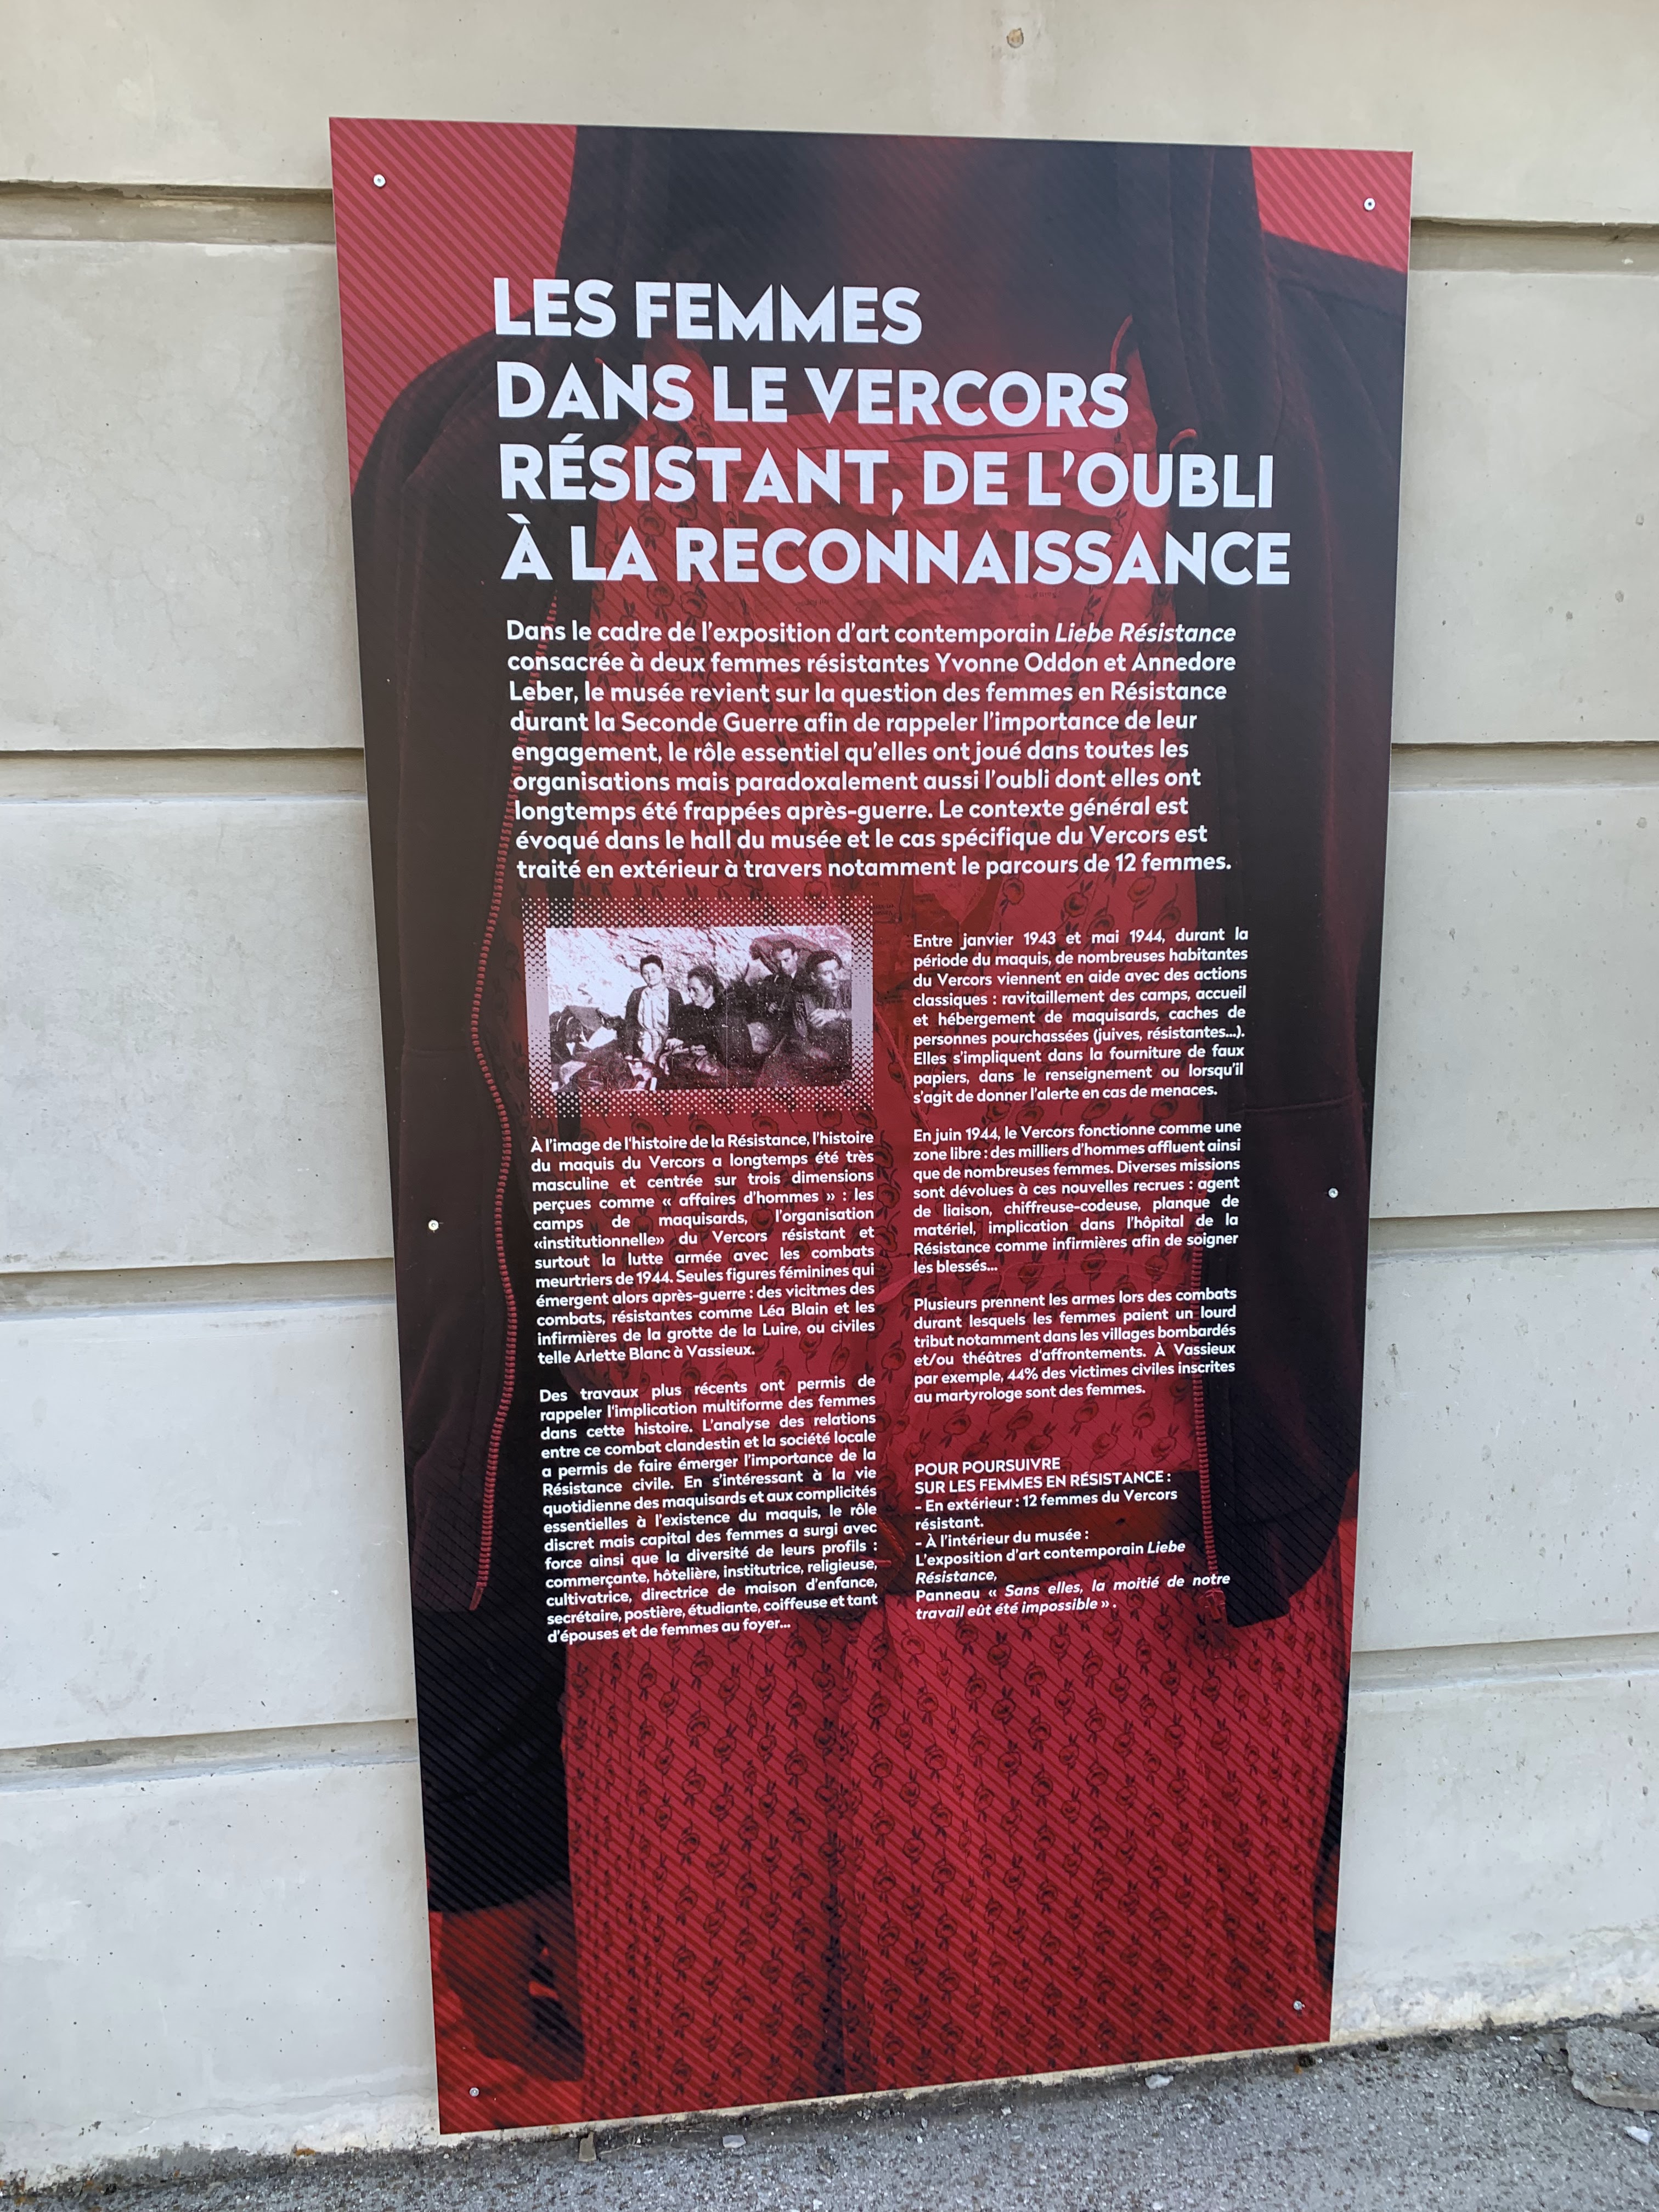 LES FEMMES
DANS LE VERCORS
RÉSISTANT, DE L'OUBLI
À LA RECONNAISSANCE
Dans le cadre de l'exposition d'art contemporain Liebe Résistance
consacrée à deux femmes résistantes Yvonne Oddon et Annedore
Leber, le musée revient sur la question des femmes en Résistance
durant la Seconde Guerre afin de rappeler l'importance de leur
engagement, le rôle essentiel qu'elles ont joué dans toutes les
organisations mais paradoxalement aussi l'oubli dont elles ont
longtemps été frappées après-guerre. Le contexte général est
évoqué dans le hall du musée et le cas spécifique du Vercors est
traité en extérieur à travers notamment le parcours de 12 femmes.
À l'image de l'histoire de la Résistance, l'histoire
du maquis du Vercors a longtemps été très
masculine et centrée sur trois dimensions
perçues comme « affaires d'hommes » : les
camps de maquisards, l'organisation
«institutionnelle» du Vercors résistant et
surtout la lutte armée avec les combats
meurtriers de 1944. Seules figures féminines qui
émergent alors après-guerre : des vicitmes des
combats, résistantes comme Léa Blain et les
infirmières de la grotte de la Luire, ou civiles
telle Arlette Blanc à Vassieux.
Des travaux plus récents ont permis de
rappeler l'implication multiforme des femmes
dans cette histoire. L'analyse des relations
entre ce combat clandestin et la société locale
a permis de faire émerger l'importance de la
Résistance civile. En s'intéressant à la vie
quotidienne des maquisards et aux complicités
essentielles à l'existence du maquis, le rôle
discret mais capital des femmes a surgi avec
force ainsi que la diversité de leurs profils :
commerçante, hôtelière, institutrice, religieuse,
cultivatrice, directrice de maison d'enfance,
secrétaire, postière, étudiante, coiffeuse et tant
d'épouses et de femmes au foyer...
Entre janvier 1943 et mai 1944, durant la
période du maquis, de nombreuses habitantes
du Vercors viennent en aide avec des actions
classiques : ravitaillement des camps, accueil
et hébergement de maquisards, caches de
personnes pourchassées (juives, résistantes...).
Elles s'impliquent dans la fourniture de faux
papiers, dans le renseignement ou lorsqu'il
s'agit de donner l'alerte en cas de menaces.
En juin 1944, le Vercors fonctionne comme une
zone libre : des milliers d'hommes affluent ainsi
que de nombreuses femmes. Diverses missions
sont dévolues à ces nouvelles recrues : agent
de liaison, chiffreuse-codeuse, planque de
matériel, implication dans l'hôpital de la
Résistance comme infirmières afin de soigner
les blessés...
Plusieurs prennent les armes lors des combats
durant lesquels les femmes paient un lourd
tribut notamment dans les villages bombardés
et/ou théâtres d'affrontements. À Vassieux
par exemple, 44% des victimes civiles inscrites
au martyrologe sont des femmes.
POUR POURSUIVRE
SUR LES FEMMES EN RÉSISTANCE :
- En extérieur : 12 femmes du Vercors
résistant.
- À l'intérieur du musée :
L'exposition d'art contemporain Liebe
Résistance,
Panneau « Sans elles, la moitié de notre
travail eût été impossible » .